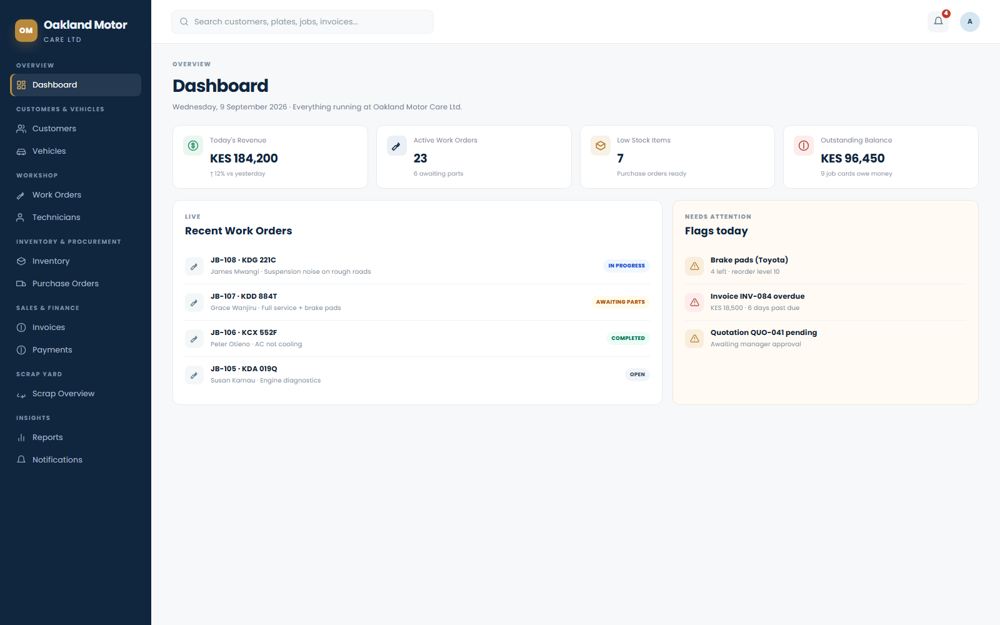 OM
Oakland Motor
CARE LTD
OVERVIEW
Dashboard
CUSTOMERS & VEHICLES
Customers
Vehicles
WORKSHOP
Work Orders
Technicians
INVENTORY & PROCUREMENT
Inventory
Purchase Orders
SALES & FINANCE
Invoices
Payments
SCRAP YARD
Scrap Overview
INSIGHTS
Reports
Notifications
Search customers, plates, jobs, invoices...
4
A
OVERVIEW
Dashboard
Wednesday, 9 September 2026 · Everything running at Oakland Motor Care Ltd.
Today's Revenue
KES 184,200
↑ 12% vs yesterday
Active Work Orders
23
6 awaiting parts
Low Stock Items
7
Purchase orders ready
Outstanding Balance
KES 96,450
9 job cards owe money
LIVE
Recent Work Orders
JB-108 · KDG 221C
James Mwangi · Suspension noise on rough roads
IN PROGRESS
JB-107 · KDD 884T
Grace Wanjiru · Full service + brake pads
AWAITING PARTS
JB-106 · KCX 552F
Peter Otieno · AC not cooling
COMPLETED
JB-105 · KDA 019Q
Susan Kamau · Engine diagnostics
OPEN
NEEDS ATTENTION
Flags today
Brake pads (Toyota)
4 left · reorder level 10
Invoice INV-084 overdue
KES 18,500 · 6 days past due
Quotation QUO-041 pending
Awaiting manager approval